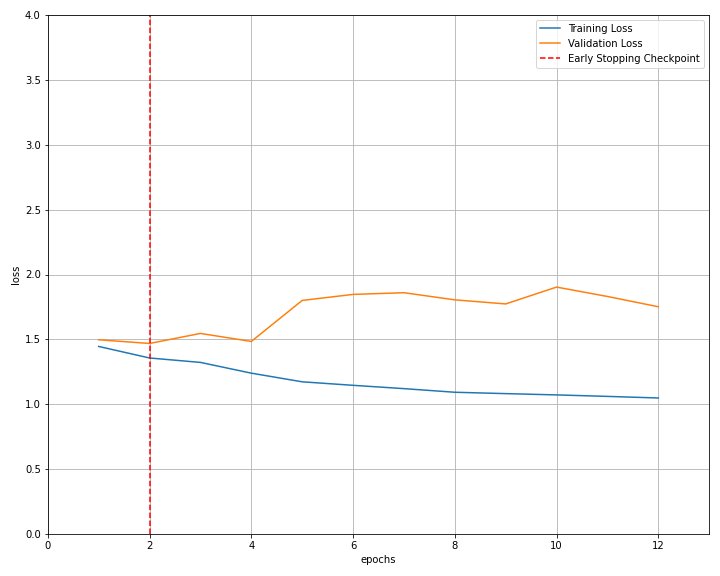 4.0
3.5
3.0
2.5
2.0
1.5
1.0
0.5
0.0
loss
0 2 4 6 8 10 12
epochs
Training Loss
Validation Loss
Early Stopping Checkpoint